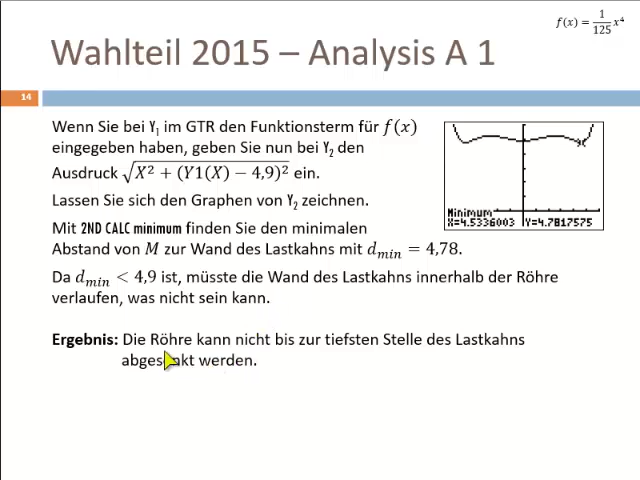 f(x) = 1/125 x⁴
Wahlteil 2015 – Analysis A 1
14
Wenn Sie bei Y₁ im GTR den Funktionsterm für f(x)
eingegeben haben, geben Sie nun bei Y₂ den
Ausdruck √(X² + (Y1(X) − 4,9)²) ein.
Lassen Sie sich den Graphen von Y₂ zeichnen.
Mit 2ND CALC minimum finden Sie den minimalen
Abstand von M zur Wand des Lastkahns mit dₘᵢₙ = 4,78.
Da dₘᵢₙ < 4,9 ist, müsste die Wand des Lastkahns innerhalb der Röhre
verlaufen, was nicht sein kann.
Minimum
X=4.5336003 Y=4.7817575
Ergebnis: Die Röhre kann nicht bis zur tiefsten Stelle des Lastkahns
abgesenkt werden.